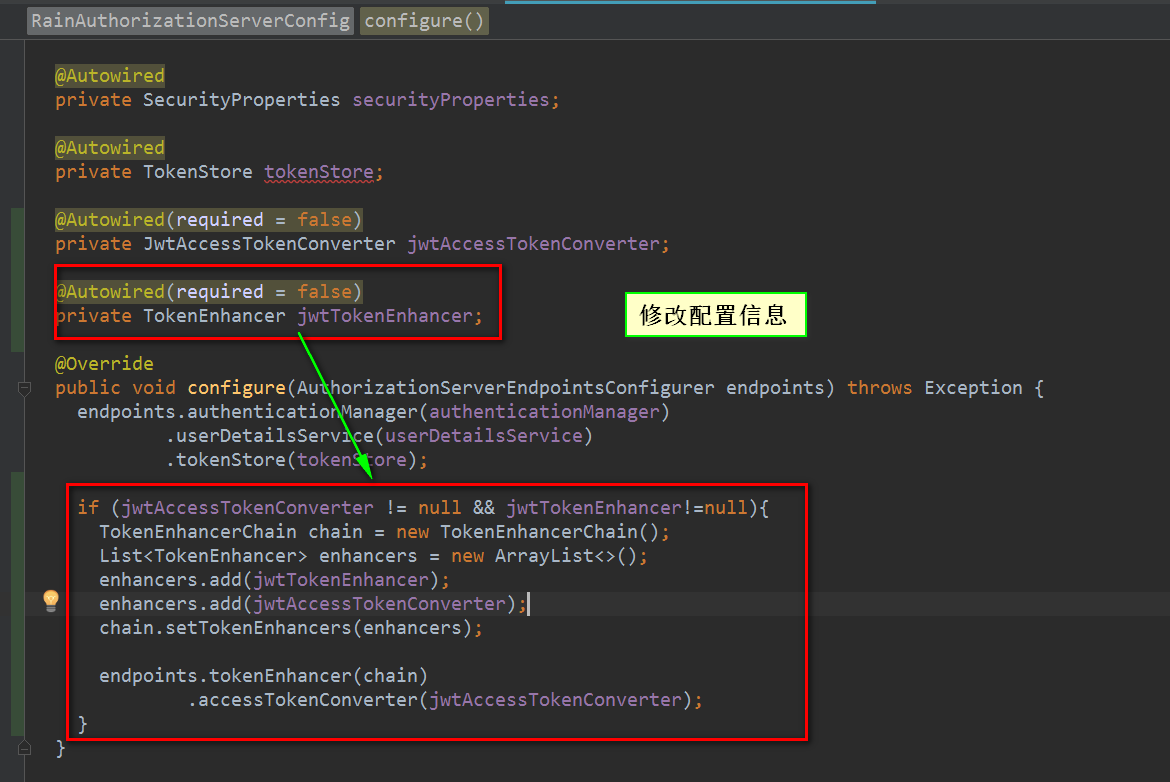 RainAuthorizationServerConfig configure()
@Autowired
private SecurityProperties securityProperties;
@Autowired
private TokenStore tokenStore;
@Autowired(required = false)
private JwtAccessTokenConverter jwtAccessTokenConverter;
@Autowired(required = false)
private TokenEnhancer jwtTokenEnhancer;
修改配置信息
@Override
public void configure(AuthorizationServerEndpointsConfigurer endpoints) throws Exception {
endpoints.authenticationManager(authenticationManager)
.userDetailsService(userDetailsService)
.tokenStore(tokenStore);
if (jwtAccessTokenConverter != null && jwtTokenEnhancer!=null){
TokenEnhancerChain chain = new TokenEnhancerChain();
List<TokenEnhancer> enhancers = new ArrayList<>();
enhancers.add(jwtTokenEnhancer);
enhancers.add(jwtAccessTokenConverter);
chain.setTokenEnhancers(enhancers);
endpoints.tokenEnhancer(chain)
.accessTokenConverter(jwtAccessTokenConverter);
}
}